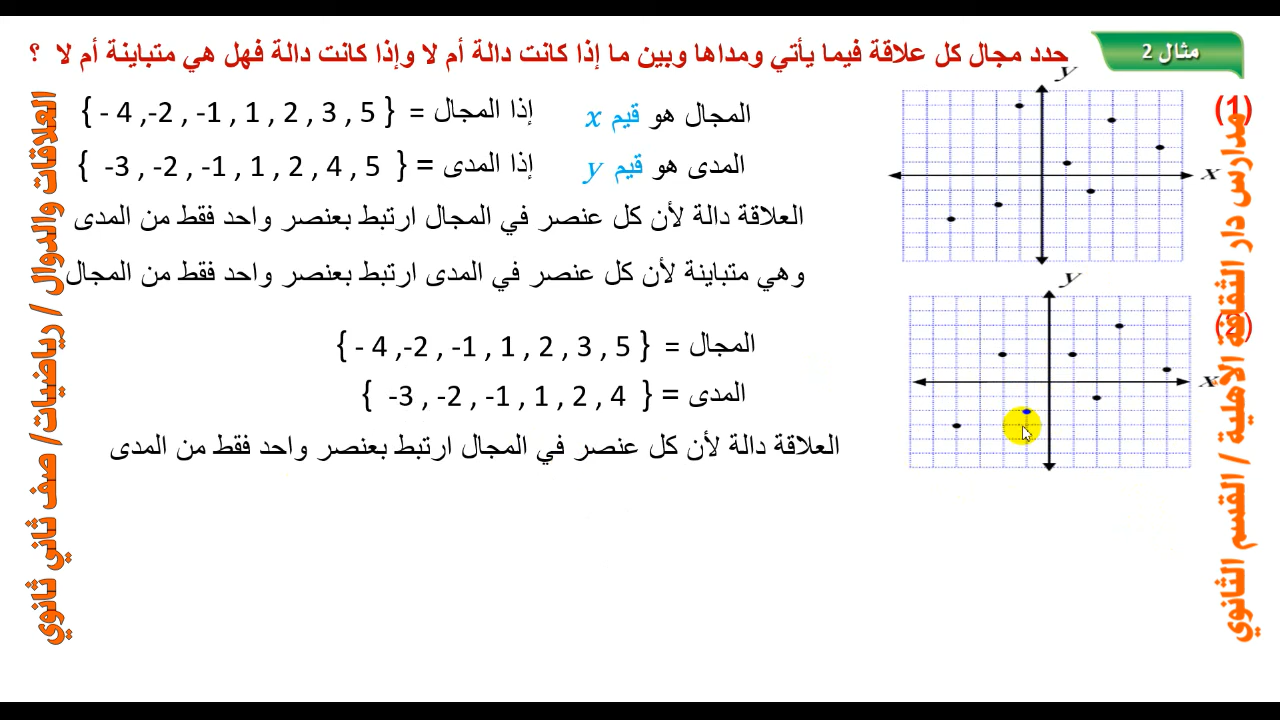 مثال 2
حدد مجال كل علاقة فيما يأتي ومداها وبين ما إذا كانت دالة أم لا وإذا كانت دالة فهل هي متباينة أم لا ؟
(1)
y
x
المجال هو قيم x
إذا المجال = { - 4 ,-2 , -1 , 1 , 2 , 3 , 5 }
المدى هو قيم y
إذا المدى = { -3 , -2 , -1 , 1 , 2 , 4 , 5 }
العلاقة دالة لأن كل عنصر في المجال ارتبط بعنصر واحد فقط من المدى
وهي متباينة لأن كل عنصر في المدى ارتبط بعنصر واحد فقط من المجال
(2)
y
x
المجال = { - 4 ,-2 , -1 , 1 , 2 , 3 , 5 }
المدى = { -3 , -2 , -1 , 1 , 2 , 4 }
العلاقة دالة لأن كل عنصر في المجال ارتبط بعنصر واحد فقط من المدى
مدارس دار الثقافة الأهلية / القسم الثانوي
العلاقات والدوال / رياضيات/ صف ثاني ثانوي